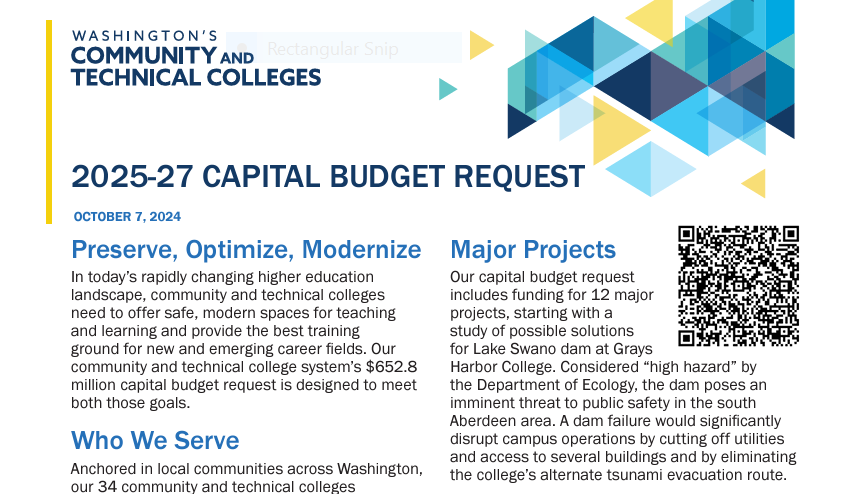 WASHINGTON'S
COMMUNITY AND
TECHNICAL COLLEGES
Rectangular Snip
2025-27 CAPITAL BUDGET REQUEST
OCTOBER 7, 2024
Preserve, Optimize, Modernize
In today’s rapidly changing higher education
landscape, community and technical colleges
need to offer safe, modern spaces for teaching
and learning and provide the best training
ground for new and emerging career fields. Our
community and technical college system’s $652.8
million capital budget request is designed to meet
both those goals.
Who We Serve
Anchored in local communities across Washington,
our 34 community and technical colleges
Major Projects
Our capital budget request
includes funding for 12 major
projects, starting with a
study of possible solutions
for Lake Swano dam at Grays
Harbor College. Considered “high hazard” by
the Department of Ecology, the dam poses an
imminent threat to public safety in the south
Aberdeen area. A dam failure would significantly
disrupt campus operations by cutting off utilities
and access to several buildings and by eliminating
the college’s alternate tsunami evacuation route.